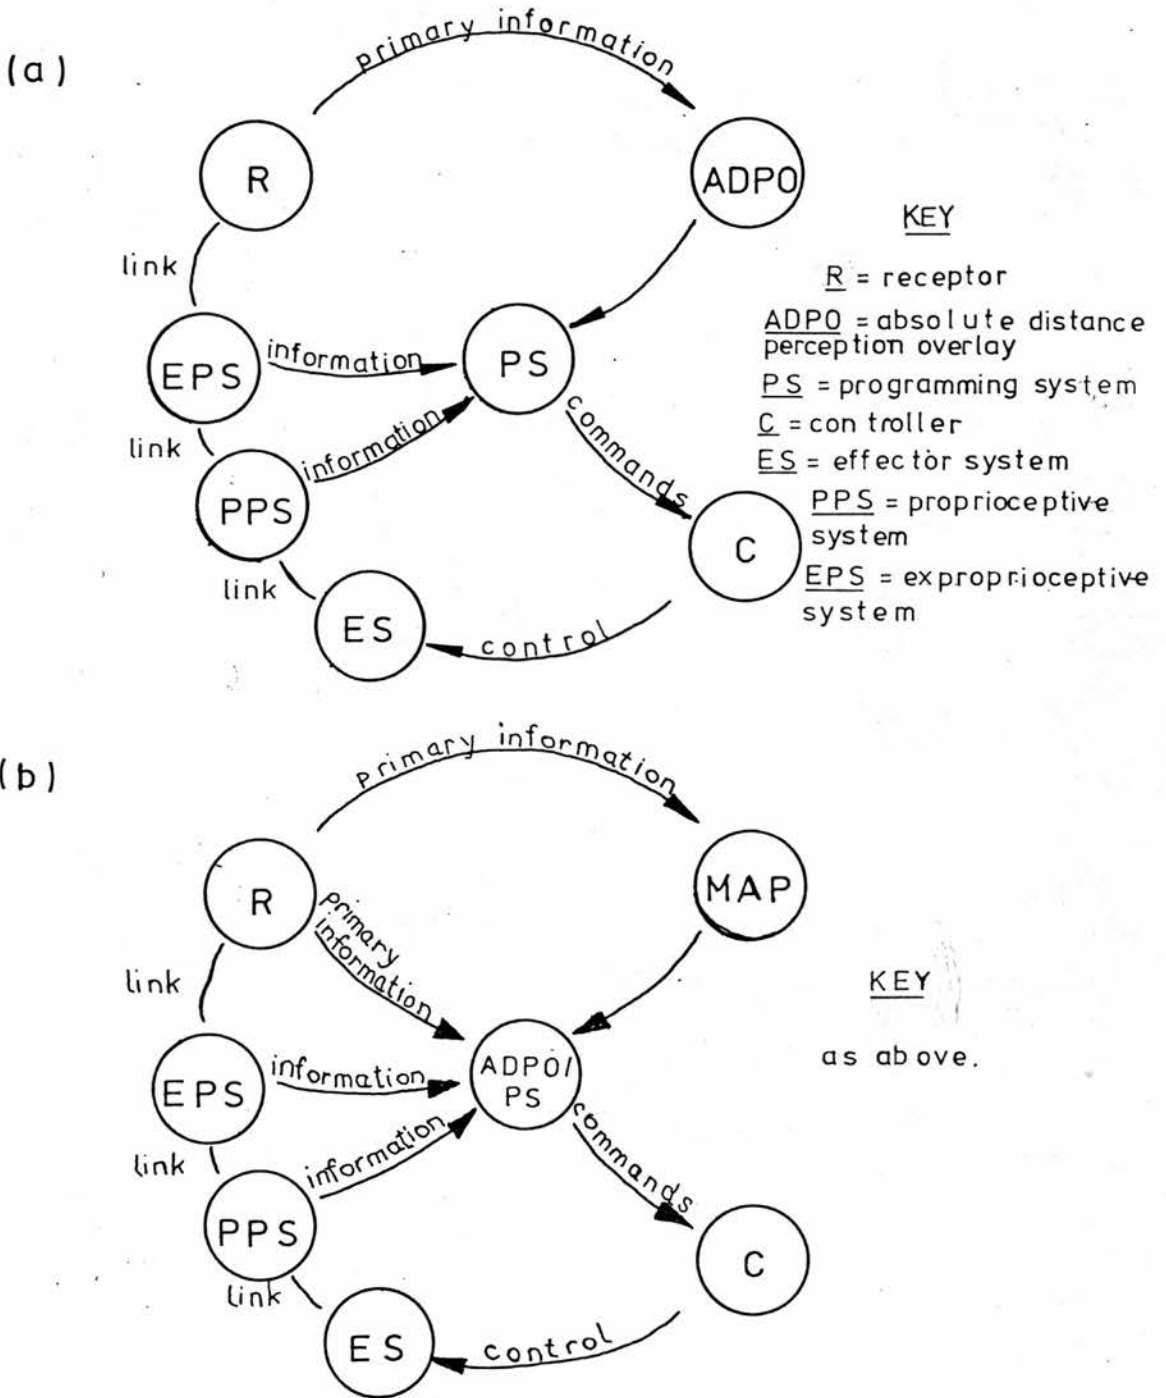 (a)
primary information
R
ADPO
link
KEY
R = receptor
ADPO = absolute distance
perception overlay
PS = programming system
C = controller
ES = effector system
PPS = proprioceptive
system
EPS = exproprioceptive
system
EPS
information
PS
link
information
commands
PPS
link
C
ES
control
(b)
primary information
R
MAP
primary
information
link
KEY
as above.
EPS
information
ADPO/
PS
link
information
commands
PPS
link
C
ES
control